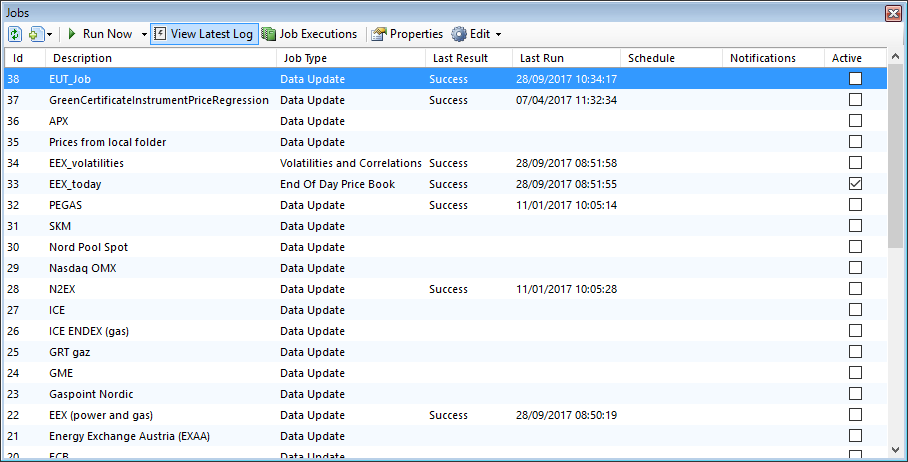 Jobs
Run Now View Latest Log Job Executions Properties Edit
Id Description Job Type Last Result Last Run Schedule Notifications Active
38 EUT_Job Data Update Success 28/09/2017 10:34:17
37 GreenCertificateInstrumentPriceRegression Data Update Success 07/04/2017 11:32:34
36 APX Data Update
35 Prices from local folder Data Update
34 EEX_volatilities Volatilities and Correlations Success 28/09/2017 08:51:58
33 EEX_today End Of Day Price Book Success 28/09/2017 08:51:55
32 PEGAS Data Update Success 11/01/2017 10:05:14
31 SKM Data Update
30 Nord Pool Spot Data Update
29 Nasdaq OMX Data Update
28 N2EX Data Update Success 11/01/2017 10:05:28
27 ICE Data Update
26 ICE ENDEX (gas) Data Update
25 GRT gaz Data Update
24 GME Data Update
23 Gaspoint Nordic Data Update
22 EEX (power and gas) Data Update Success 28/09/2017 08:50:19
21 Energy Exchange Austria (EXAA) Data Update
20 ECB Data Update